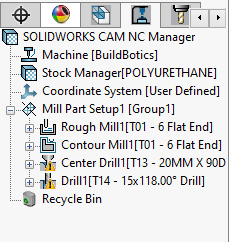 SOLIDWORKS CAM NC Manager
Machine [BuildBotics]
Stock Manager[POLYURETHANE]
Coordinate System [User Defined]
Mill Part Setup1 [Group1]
Rough Mill1[T01 - 6 Flat End]
Contour Mill1[T01 - 6 Flat End]
Center Drill1[T13 - 20MM X 90D
Drill1[T14 - 15x118.00° Drill]
Recycle Bin